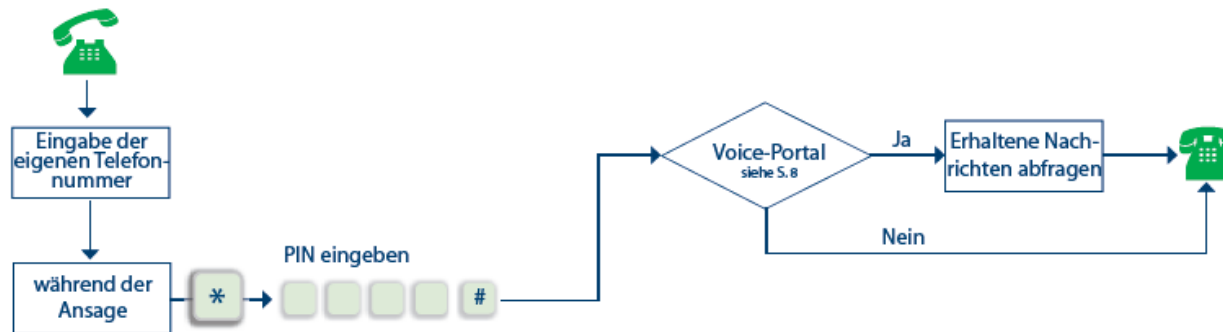 Eingabe der
eigenen Telefon-
nummer
während der
Ansage
*
PIN eingeben
#
Voice-Portal
siehe S. 8
Ja
Erhaltene Nach-
richten abfragen
Nein